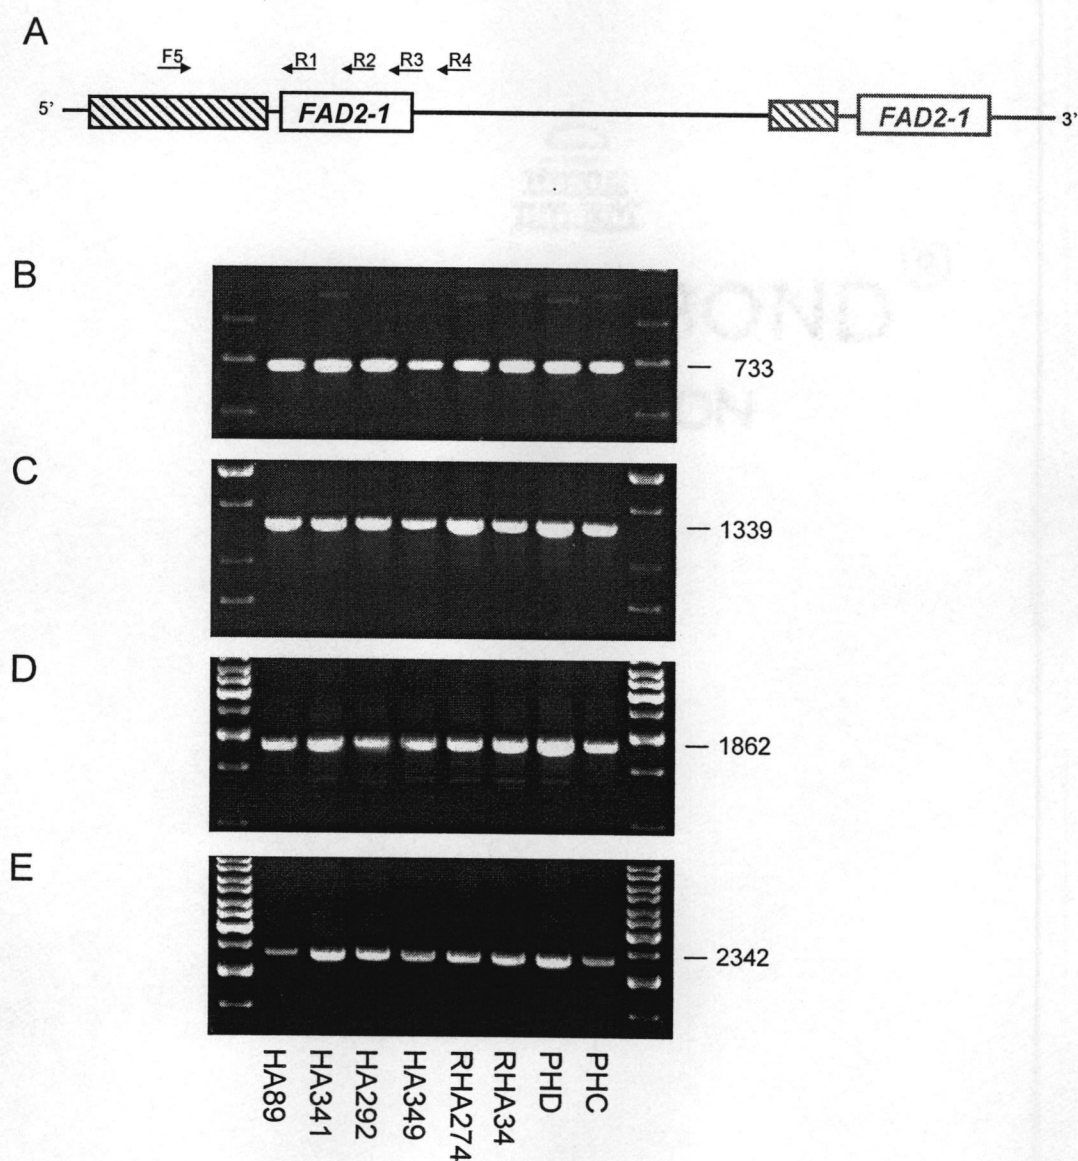 A
F5 R1 R2 R3 R4
5' FAD2-1 FAD2-1 3'
B
733
C
1339
D
1862
E
2342
HA89 HA341 HA292 HA349 RHA274 RHA34 PHD PHC